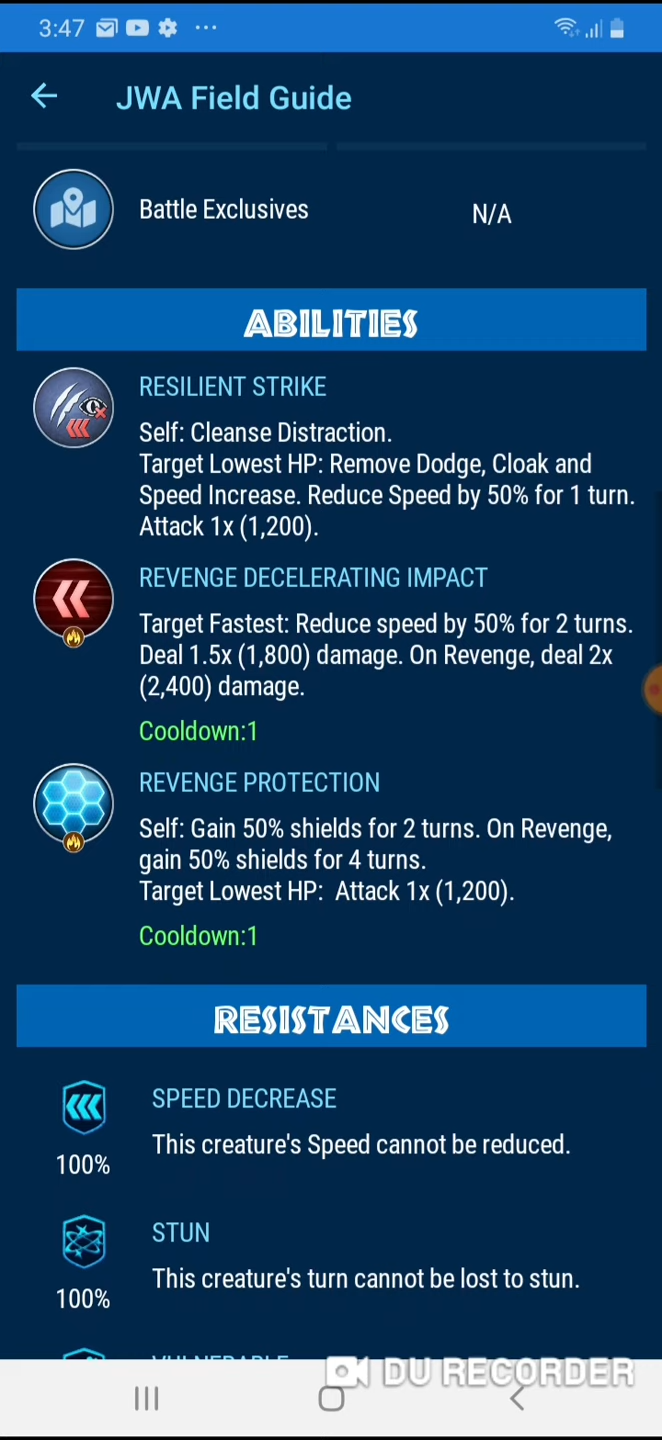 3:47
JWA Field Guide
Battle Exclusives
N/A
ABILITIES
RESILIENT STRIKE
Self: Cleanse Distraction.
Target Lowest HP: Remove Dodge, Cloak and
Speed Increase. Reduce Speed by 50% for 1 turn.
Attack 1x (1,200).
REVENGE DECELERATING IMPACT
Target Fastest: Reduce speed by 50% for 2 turns.
Deal 1.5x (1,800) damage. On Revenge, deal 2x
(2,400) damage.
Cooldown:1
REVENGE PROTECTION
Self: Gain 50% shields for 2 turns. On Revenge,
gain 50% shields for 4 turns.
Target Lowest HP:  Attack 1x (1,200).
Cooldown:1
RESISTANCES
SPEED DECREASE
This creature's Speed cannot be reduced.
100%
STUN
This creature's turn cannot be lost to stun.
100%
DU RECORDER